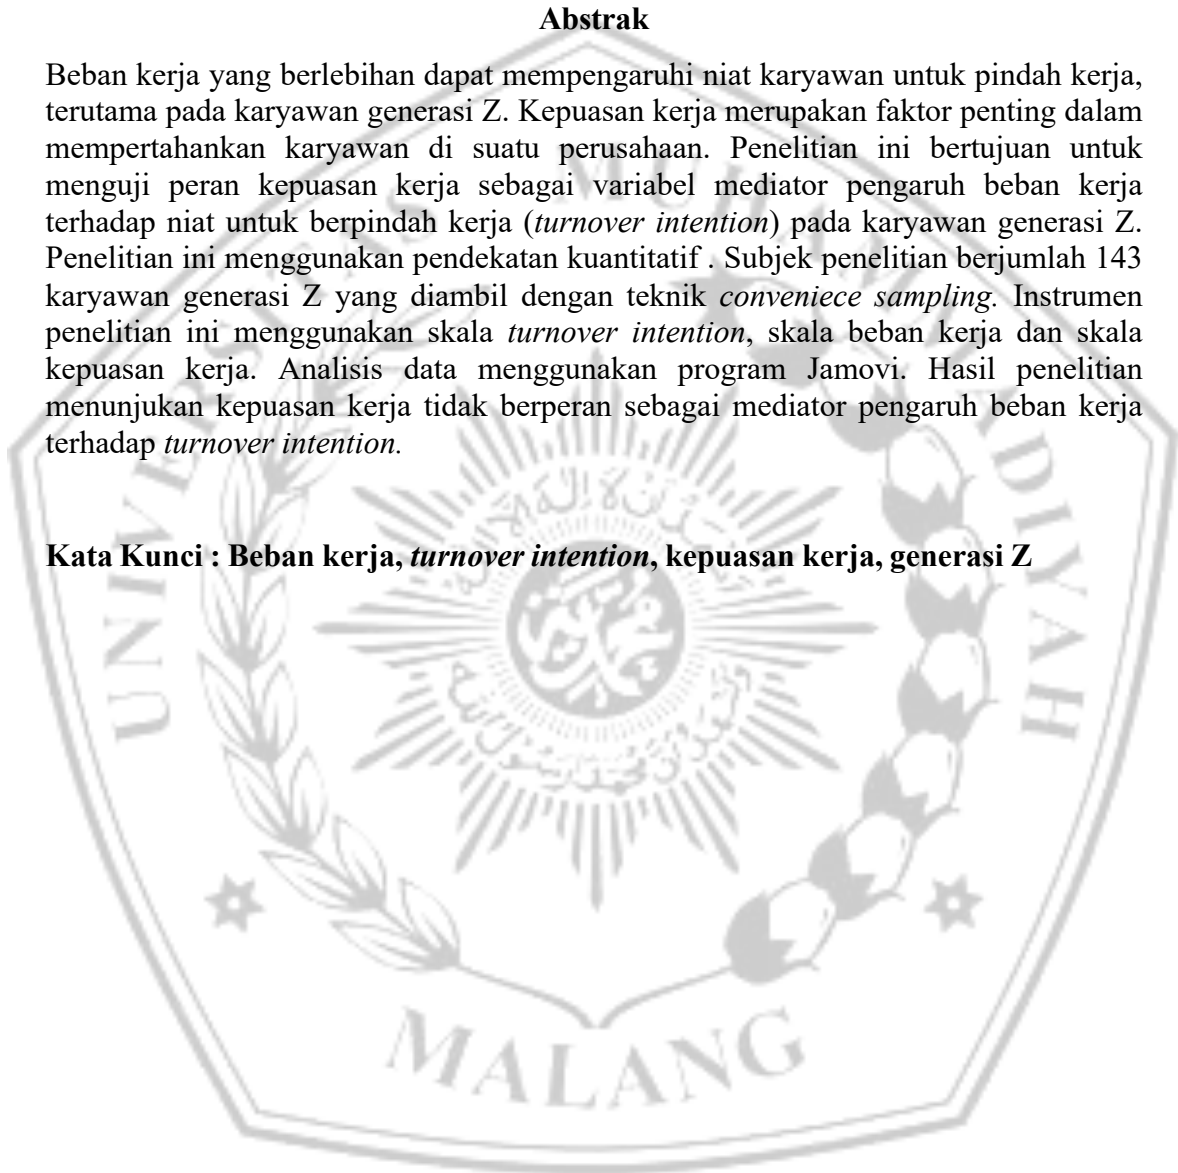 Abstrak
Beban kerja yang berlebihan dapat mempengaruhi niat karyawan untuk pindah kerja,
terutama pada karyawan generasi Z. Kepuasan kerja merupakan faktor penting dalam
mempertahankan karyawan di suatu perusahaan. Penelitian ini bertujuan untuk
menguji peran kepuasan kerja sebagai variabel mediator pengaruh beban kerja
terhadap niat untuk berpindah kerja (turnover intention) pada karyawan generasi Z.
Penelitian ini menggunakan pendekatan kuantitatif . Subjek penelitian berjumlah 143
karyawan generasi Z yang diambil dengan teknik conveniece sampling. Instrumen
penelitian ini menggunakan skala turnover intention, skala beban kerja dan skala
kepuasan kerja. Analisis data menggunakan program Jamovi. Hasil penelitian
menunjukan kepuasan kerja tidak berperan sebagai mediator pengaruh beban kerja
terhadap turnover intention.
Kata Kunci : Beban kerja, turnover intention, kepuasan kerja, generasi Z
UNIVERSITAS MUHAMMADIYAH
MALANG